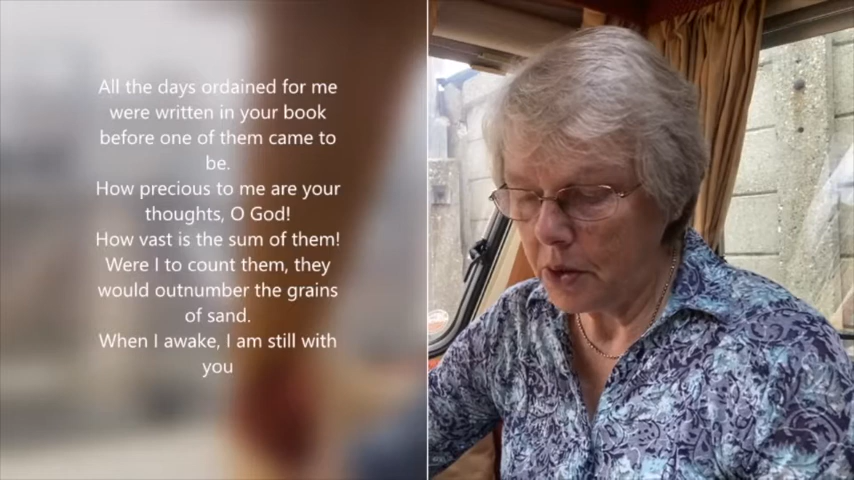 All the days ordained for me
were written in your book
before one of them came to
be.
How precious to me are your
thoughts, O God!
How vast is the sum of them!
Were I to count them, they
would outnumber the grains
of sand.
When I awake, I am still with
you